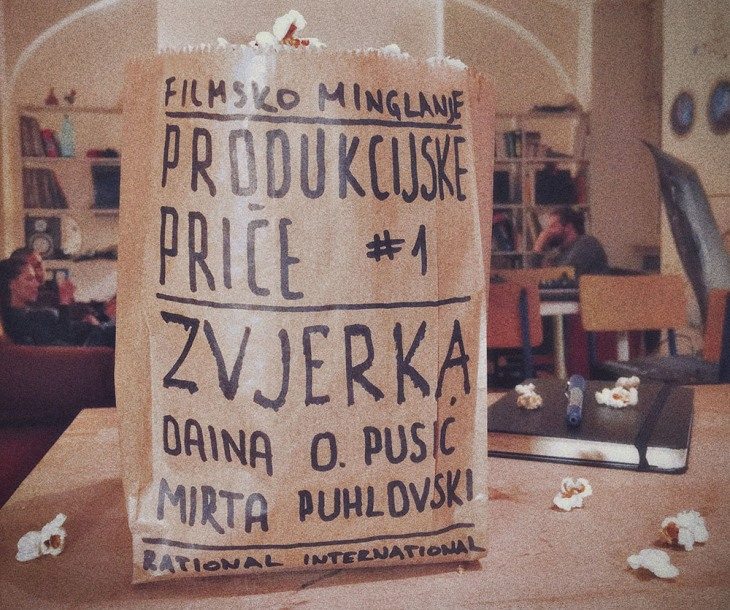 FILMSKO MINGLANJE
PRODUKCIJSKE
PRIČE #1
ZVJERKA
DAINA O. PUSIĆ
MIRTA PUHLOVSKI
RATIONAL INTERNATIONAL